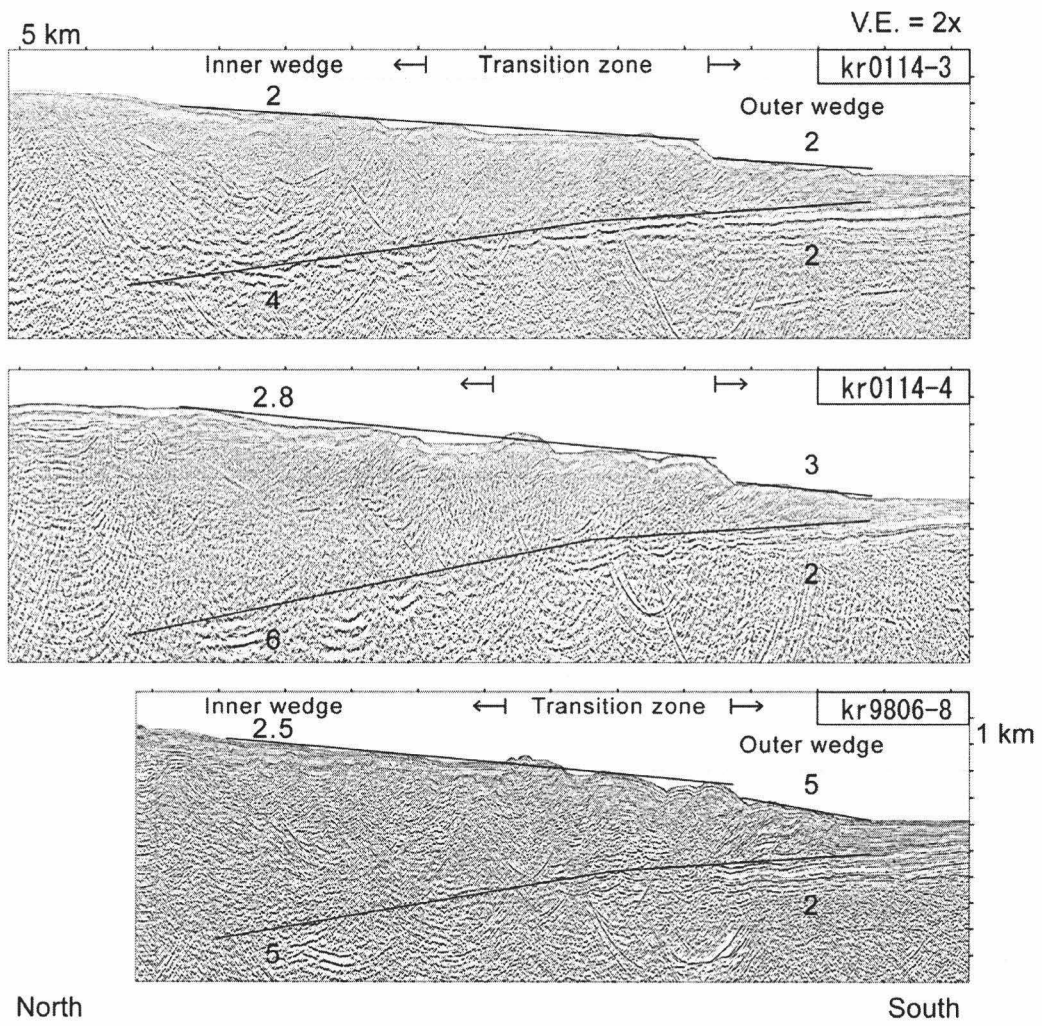 5 km V.E. = 2x
Inner wedge Transition zone kr0114-3
2 Outer wedge
2
2
4
kr0114-4
2.8
3
2
6
Inner wedge Transition zone kr9806-8
2.5 Outer wedge 1 km
5
2
5
North South